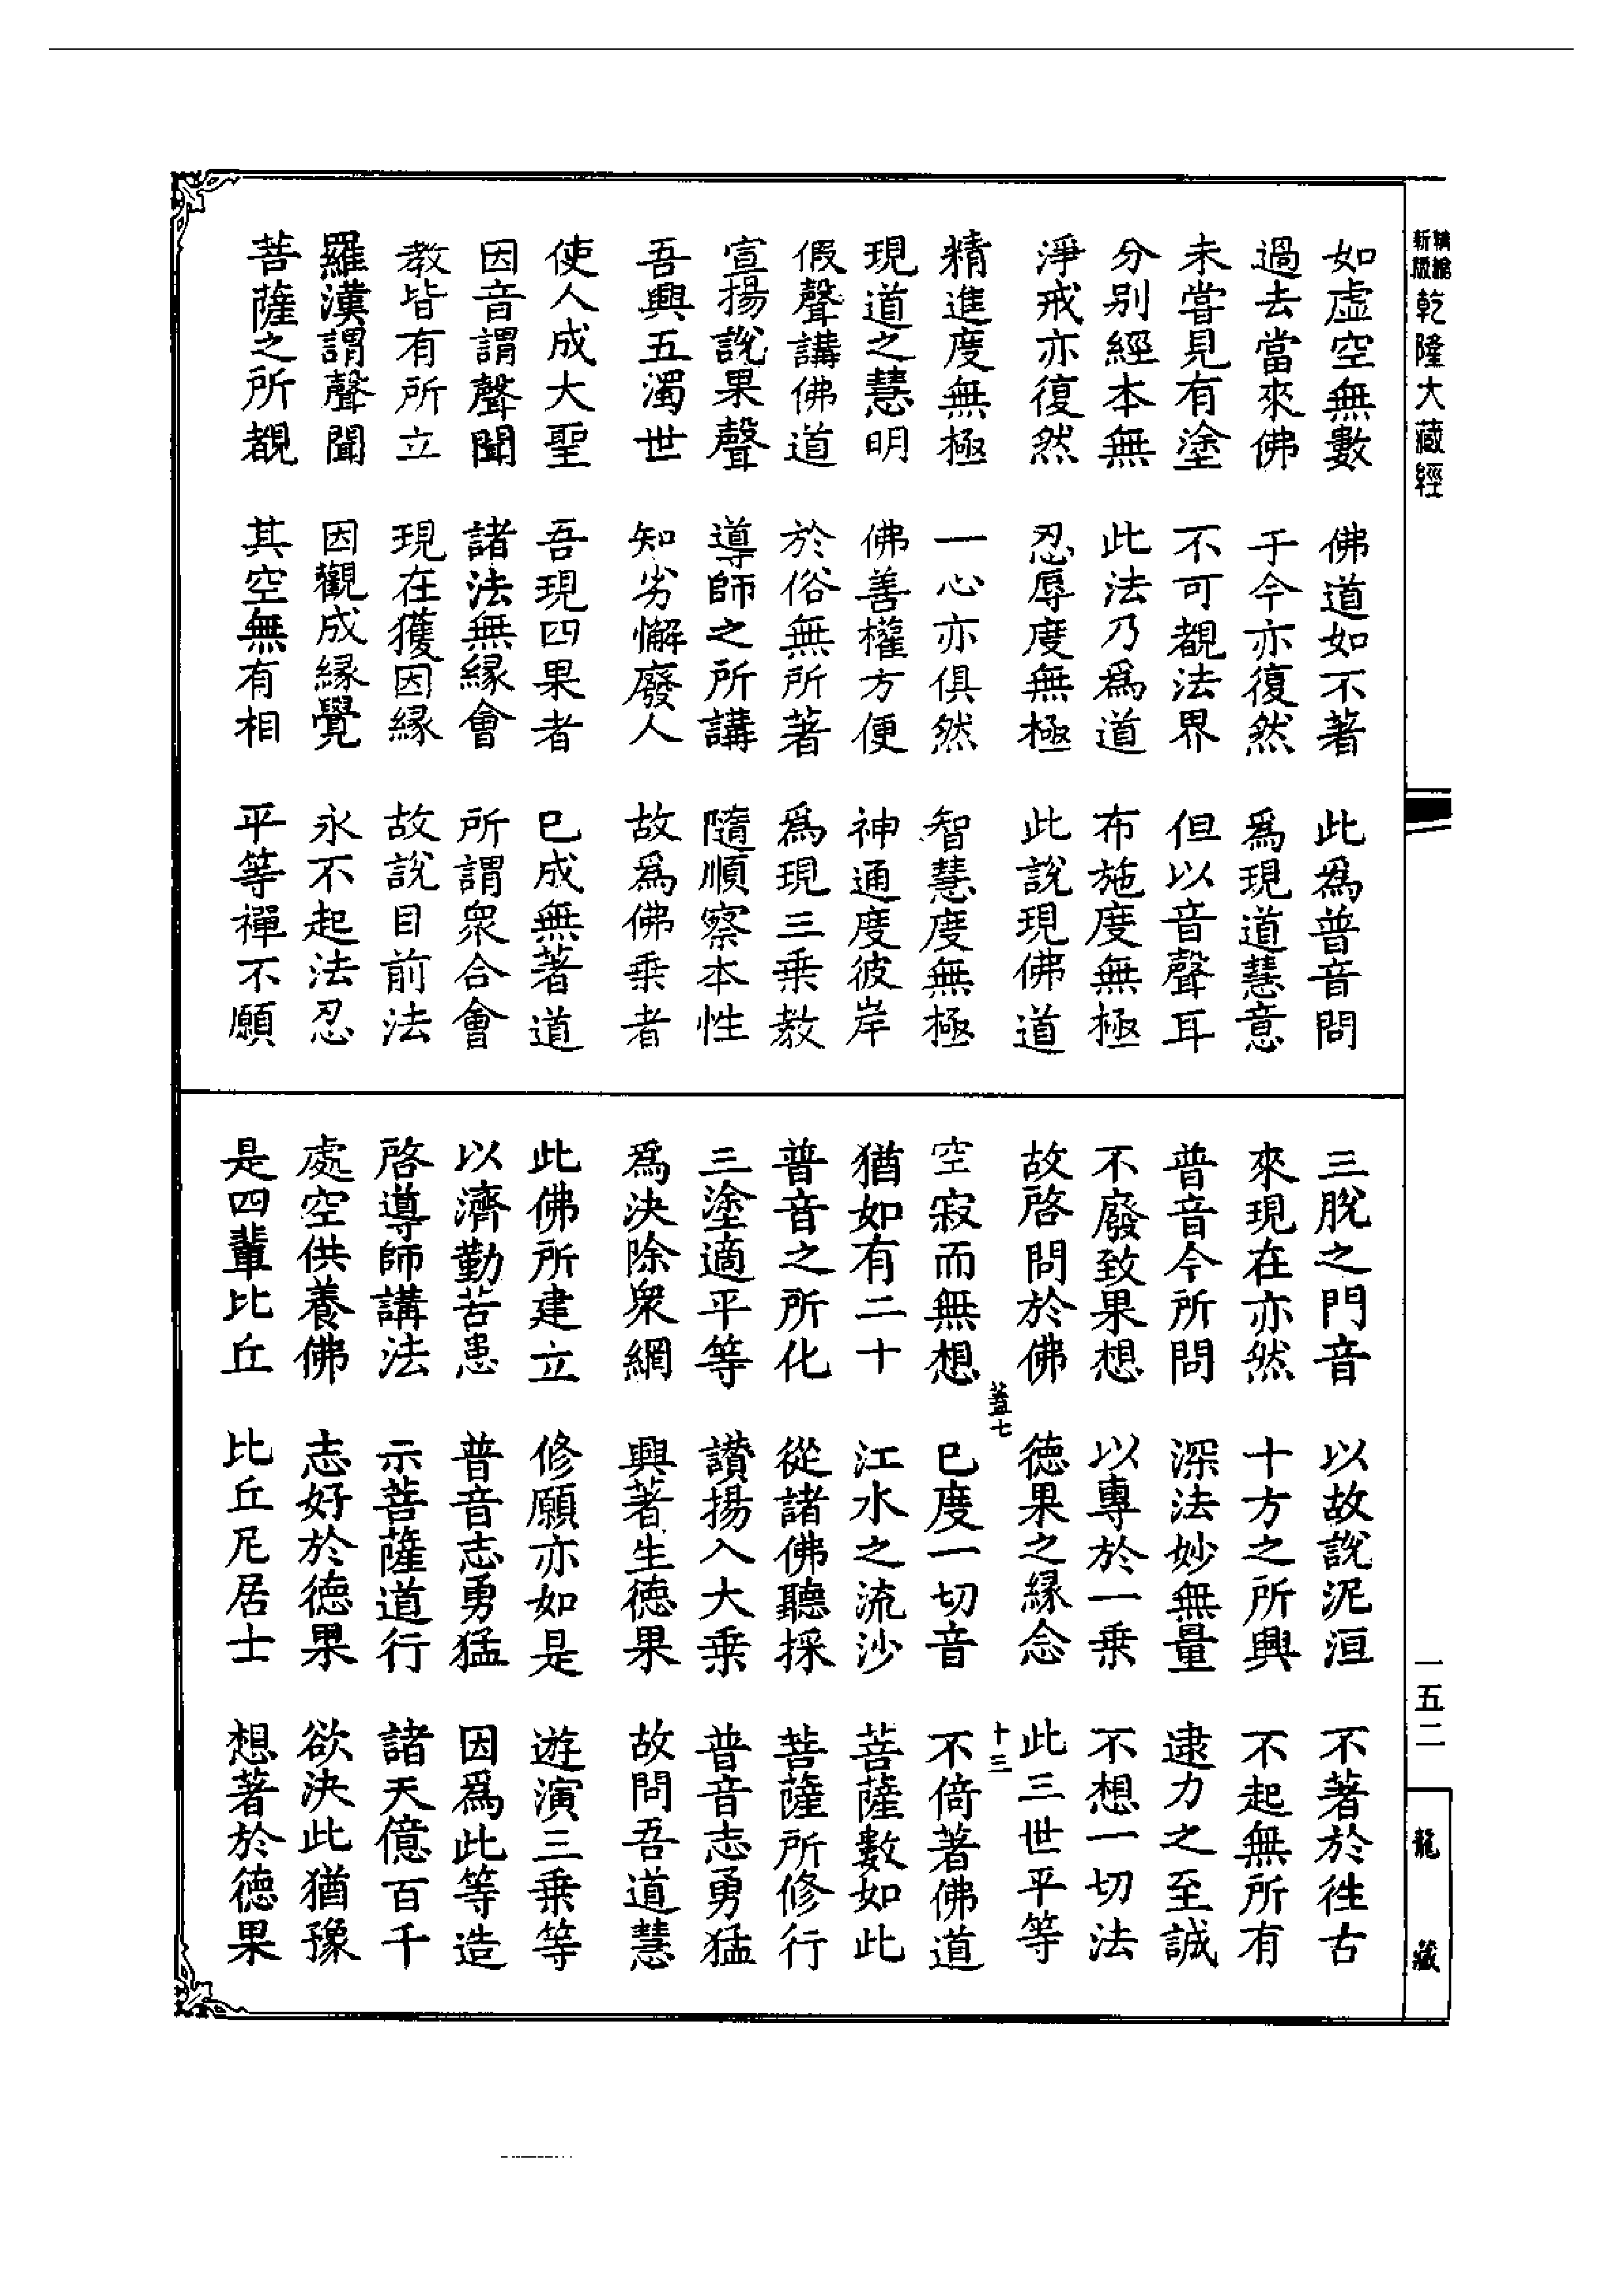 新版精縮乾隆大藏經
一五二
龍藏
如虛空無數 佛道如不著 此為普音問
過去當來佛 于今亦復然 為現道慧意
未嘗見有塗 不可覩法界 但以音聲耳
分別經本無 此法乃為道 布施度無極
淨戒亦復然 忍辱度無極 此說現佛道
精進度無極 一心亦俱然 智慧度無極
現道之慧明 佛善權方便 神通度彼岸
假聲講佛道 於俗無所著 為現三乘教
宣揚說果聲 導師之所講 隨順察本性
吾興五濁世 知劣懈廢人 故為佛乘者
使人成大聖 吾現四果者 已成無著道
因音謂聲聞 諸法無緣會 所謂眾合會
教皆有所立 現在獲因緣 故說目前法
羅漢謂聲聞 因觀成緣覺 永不起法忍
菩薩之所覩 其空無有相 平等禪不願
三脫之門音 以故說泥洹 不著於往古
來現在亦然 十方之所興 不起無所有
普音今所問 深法妙無量 逮力之至誠
不廢致果想 以專於一乘 不想一切法
故啓問於佛 德果之緣念 此三世平等
蓋七 十三
空寂而無想 已度一切音 不倚著佛道
猶如有二十 江水之流沙 菩薩數如此
普音之所化 從諸佛聽採 菩薩所修行
三塗適平等 讚揚入大乘 普音志勇猛
為決除眾網 興著生德果 故問吾道慧
此佛所建立 修願亦如是 遊演三乘等
以濟勤苦患 普音志勇猛 因為此等造
啓導師講法 示菩薩道行 諸天億百千
處空供養佛 志好於德果 欲決此猶豫
是四輩比丘 比丘尼居士 想著於德果